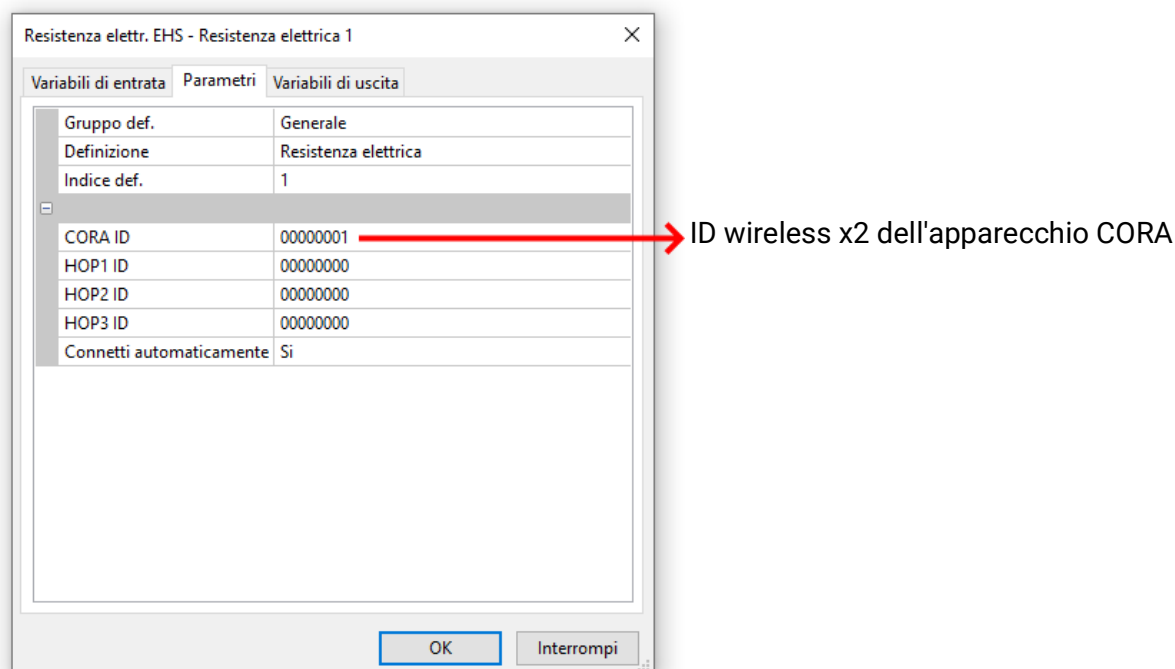 Resistenza elettr. EHS - Resistenza elettrica 1
Variabili di entrata Parametri Variabili di uscita
Gruppo def. Generale
Definizione Resistenza elettrica
Indice def. 1
CORA ID 00000001 ID wireless x2 dell'apparecchio CORA
HOP1 ID 00000000
HOP2 ID 00000000
HOP3 ID 00000000
Connetti automaticamente Si
OK Interrompi